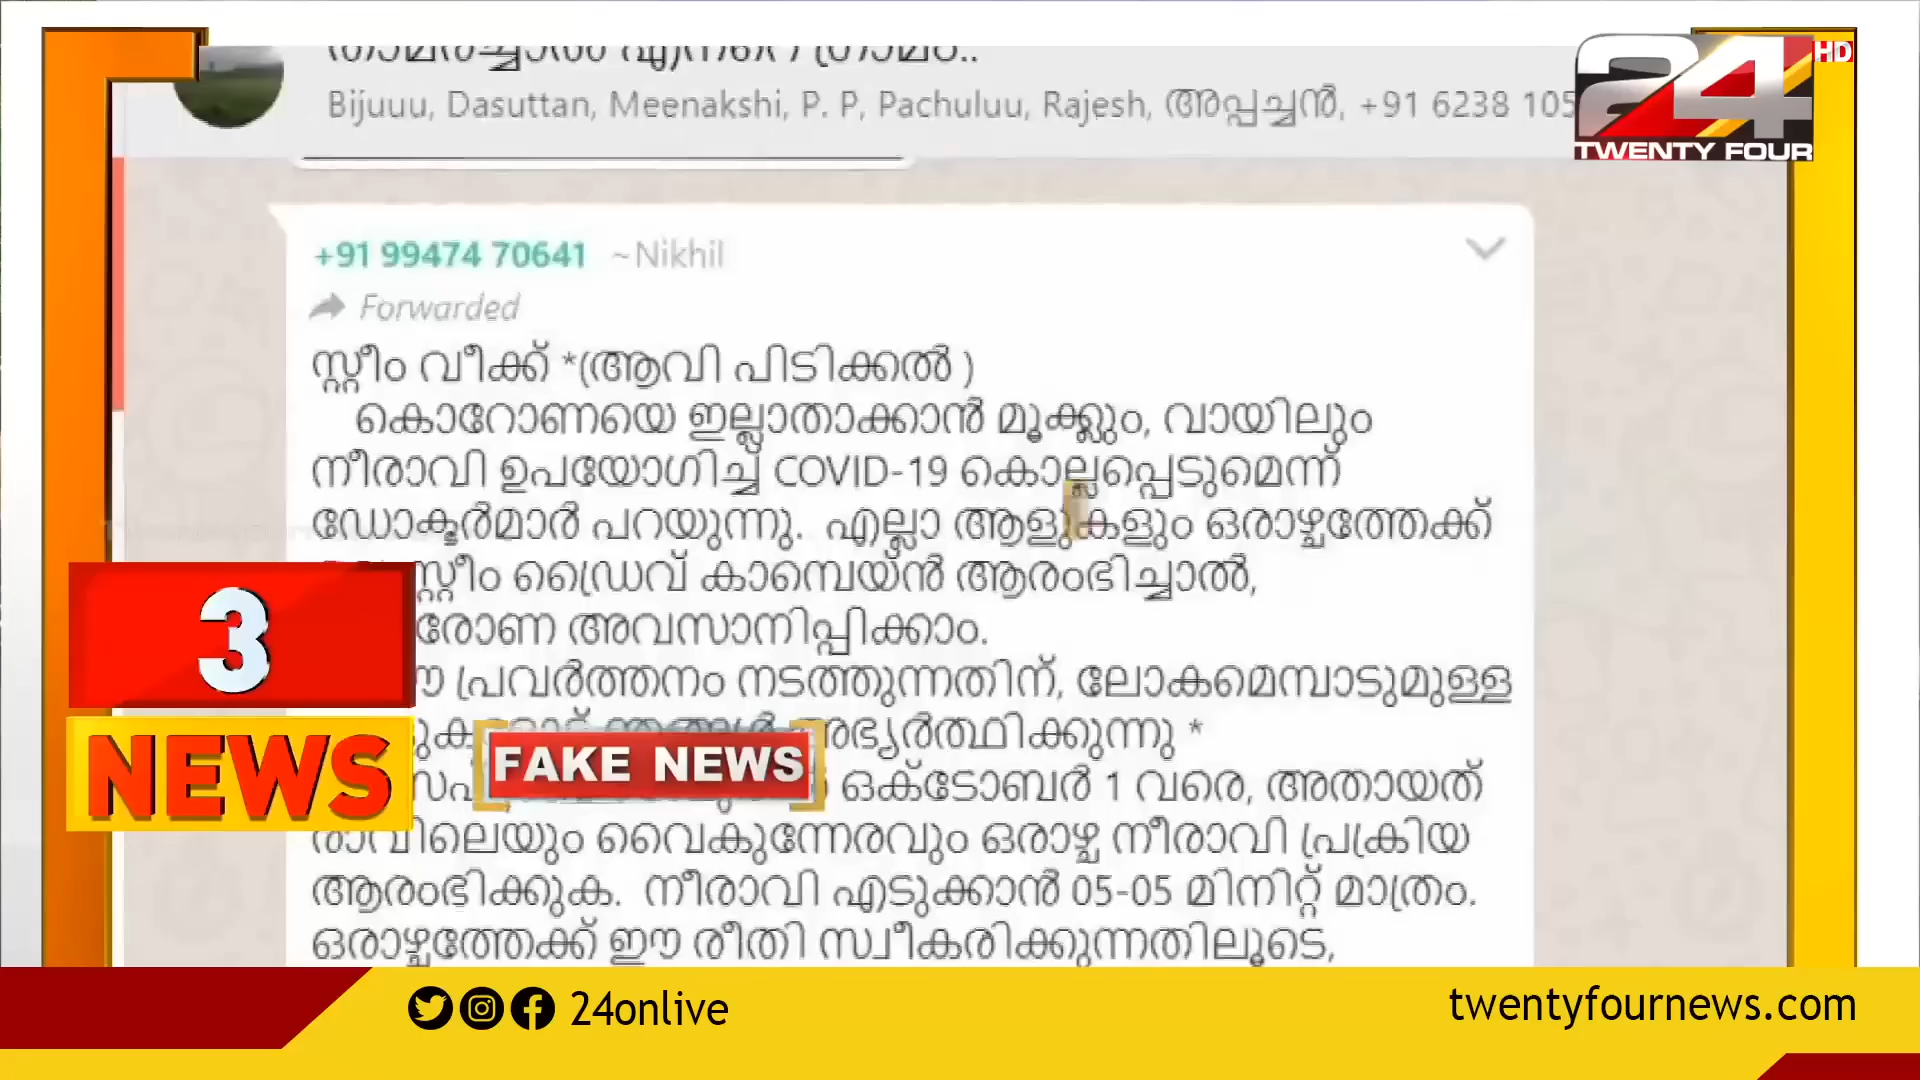 Bijuuu, Dasuttan, Meenakshi, P. P, Pachuluu, Rajesh, അപ്പച്ചൻ, +91 6238 105
24
HD
TWENTY FOUR
+91 99474 70641 ~Nikhil
Forwarded
സ്റ്റീം വീക്ക് *(ആവി പിടിക്കൽ )
കൊറോണയെ ഇല്ലാതാക്കാൻ മൂക്കും, വായിലും
നീരാവി ഉപയോഗിച്ച് COVID-19 കൊല്ലപ്പെടുമെന്ന്
ഡോക്ടർമാർ പറയുന്നു. എല്ലാ ആളുകളും ഒരാഴ്ചത്തേക്ക്
സ്റ്റീം ഡ്രൈവ് കാമ്പെയ്ൻ ആരംഭിച്ചാൽ,
രോണ അവസാനിപ്പിക്കാം.
പ്രവർത്തനം നടത്തുന്നതിന്, ലോകമെമ്പാടുമുള്ള
അഭ്യർത്ഥിക്കുന്നു *
ഒക്ടോബർ 1 വരെ, അതായത്
രാവിലെയും വൈകുന്നേരവും ഒരാഴ്ച നീരാവി പ്രക്രിയ
ആരംഭിക്കുക. നീരാവി എടുക്കാൻ 05-05 മിനിറ്റ് മാത്രം.
ഒരാഴ്ചത്തേക്ക് ഈ രീതി സ്വീകരിക്കുന്നതിലൂടെ,
3
NEWS
FAKE NEWS
24onlive
twentyfournews.com